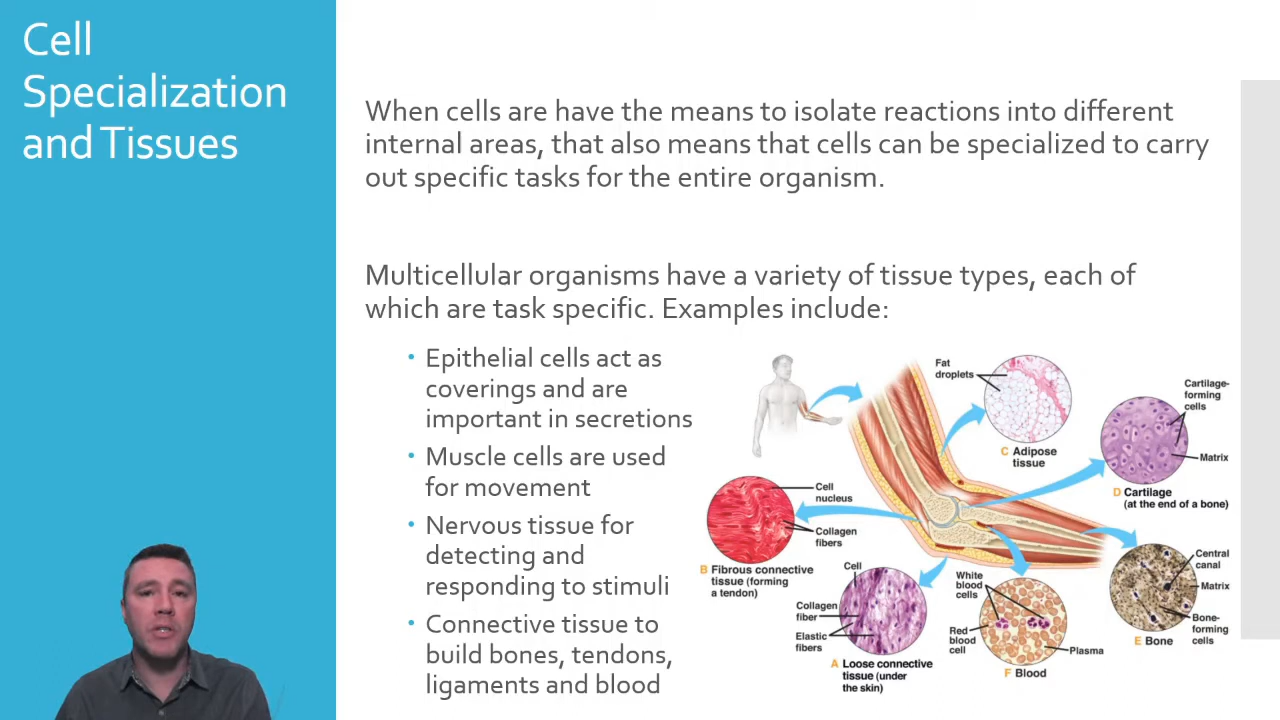 Cell
Specialization
and Tissues
When cells are have the means to isolate reactions into different
internal areas, that also means that cells can be specialized to carry
out specific tasks for the entire organism.
Multicellular organisms have a variety of tissue types, each of
which are task specific. Examples include:
• Epithelial cells act as
coverings and are
important in secretions
• Muscle cells are used
for movement
• Nervous tissue for
detecting and
responding to stimuli
• Connective tissue to
build bones, tendons,
ligaments and blood
Fat
droplets
C Adipose
tissue
Cartilage-
forming
cells
Matrix
D Cartilage
(at the end of a bone)
Cell
nucleus
Collagen
fibers
B Fibrous connective
tissue (forming
a tendon)
Cell
Collagen
fiber
Elastic
fibers
A Loose connective
tissue (under
the skin)
White
blood
cells
Red
blood
cell
Plasma
F Blood
Central
canal
Matrix
Bone-
forming
cells
E Bone